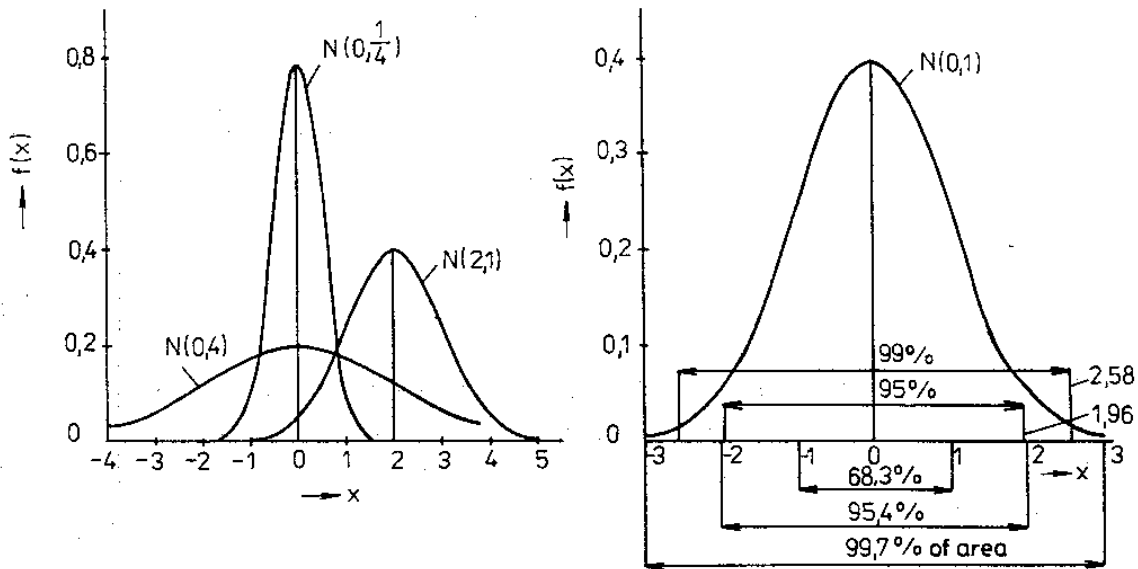 N(0,1/4)
0,8
0,6
0,4
0,2
0
f(x)
N(2,1)
N(0,4)
-4 -3 -2 -1 0 1 2 3 4 5
x
0,4
0,3
0,2
0,1
0
f(x)
N(0,1)
99%
2,58
95%
1,96
-3 -2 -1 0 1 2 3
x
68,3%
95,4%
99,7% of area